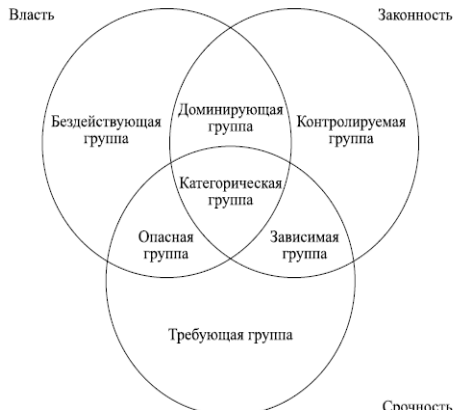 Власть
Законность
Бездействующая
группа
Доминирующая
группа
Контролируемая
группа
Категорическая
группа
Опасная
группа
Зависимая
группа
Требующая группа
Срочность